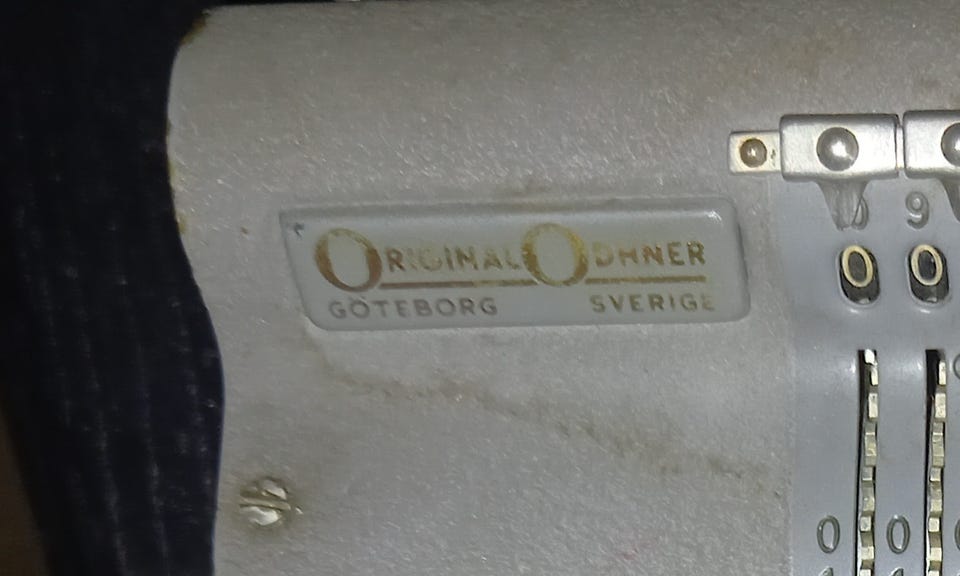 ORIGINAL ODHNER
GÖTEBORG SVERIGE
9
0 0
0 0